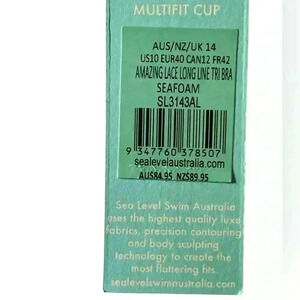 MULTIFIT CUP
AUS/NZ/UK 14
US10 EUR40 CAN12 FR42
AMAZING LACE LONG LINE TRI BRA
SEAFOAM
SL3143AL
9 347760 378507
sealevelaustralia.com
AU$84.95 NZ$89.95
Sea Level Swim Australia
uses the highest quality luxe
fabrics, precision contouring
and body sculpting
technology to create the
most flattering fits.
sealevelswimaustralia.com